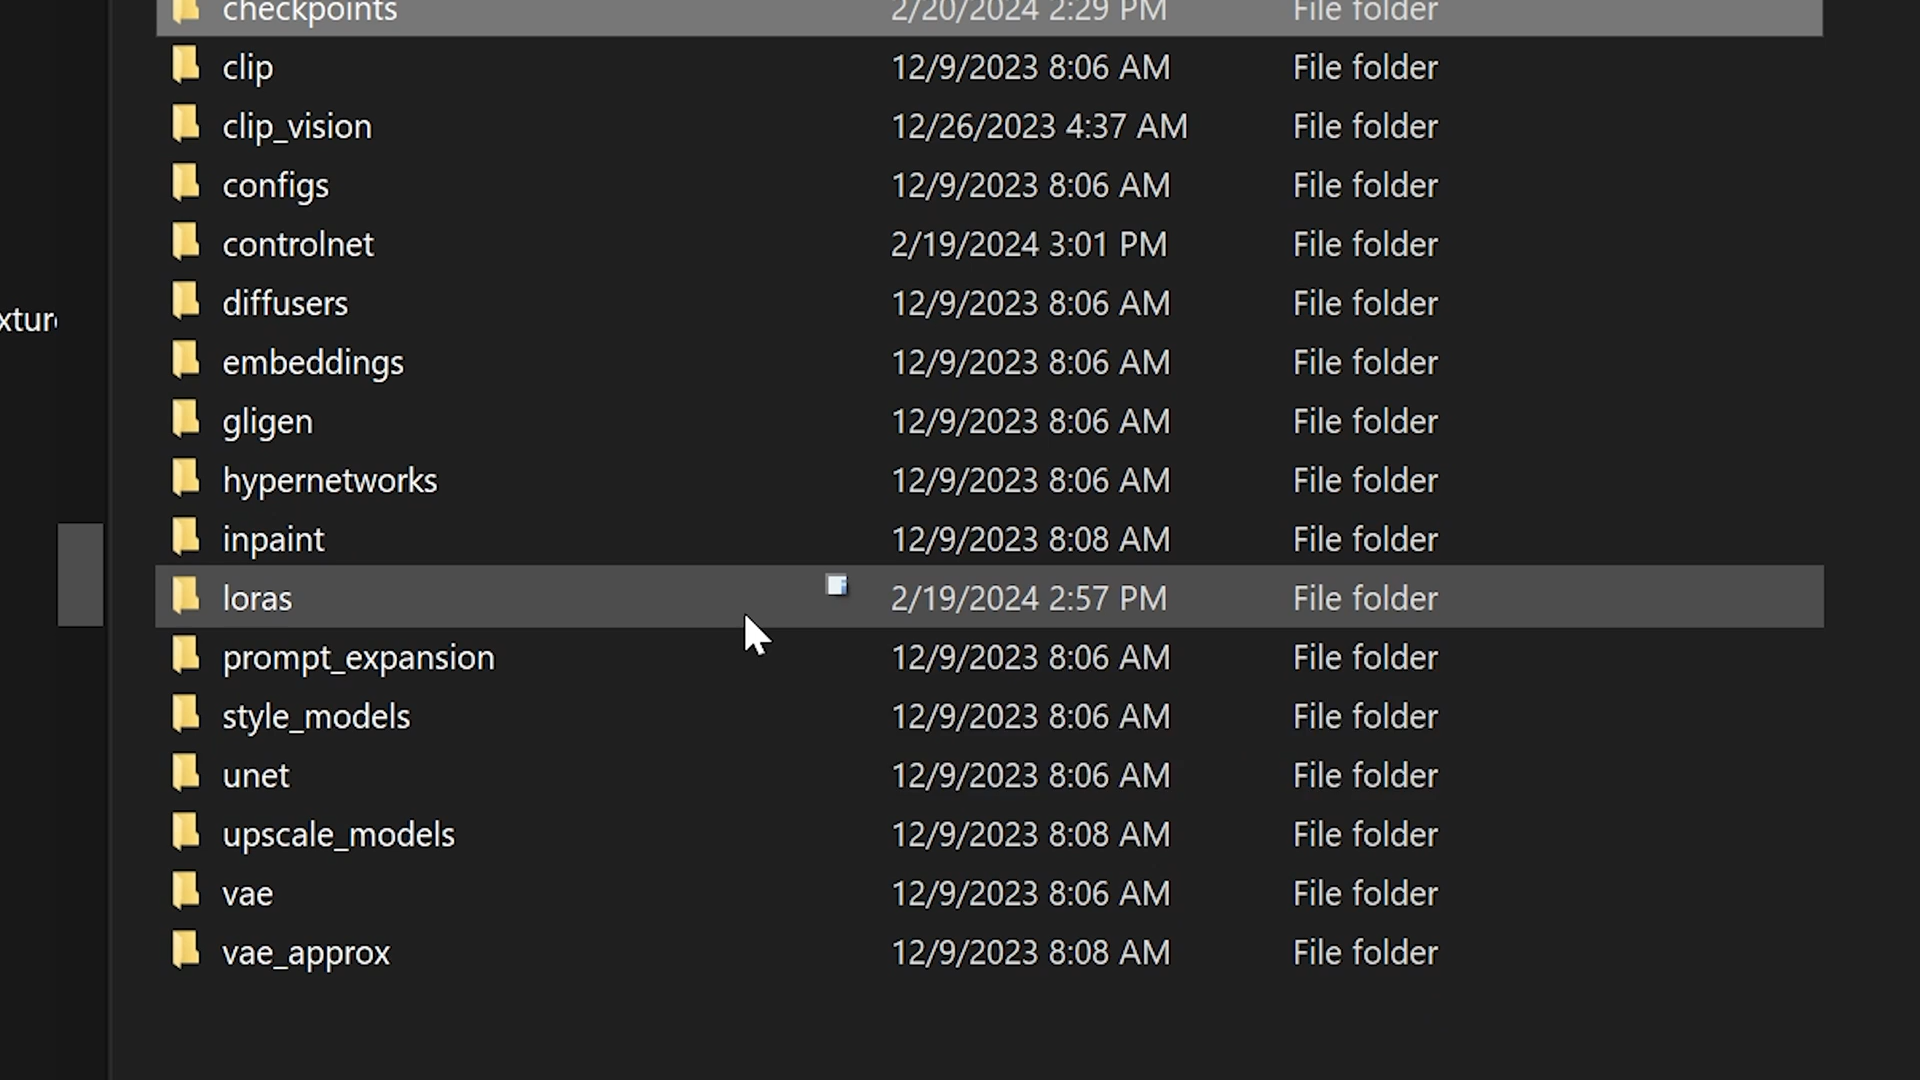 checkpoints 2/20/2024 2:29 PM File folder
clip 12/9/2023 8:06 AM File folder
clip_vision 12/26/2023 4:37 AM File folder
configs 12/9/2023 8:06 AM File folder
controlnet 2/19/2024 3:01 PM File folder
diffusers 12/9/2023 8:06 AM File folder
xtur
embeddings 12/9/2023 8:06 AM File folder
gligen 12/9/2023 8:06 AM File folder
hypernetworks 12/9/2023 8:06 AM File folder
inpaint 12/9/2023 8:08 AM File folder
loras 2/19/2024 2:57 PM File folder
prompt_expansion 12/9/2023 8:06 AM File folder
style_models 12/9/2023 8:06 AM File folder
unet 12/9/2023 8:06 AM File folder
upscale_models 12/9/2023 8:08 AM File folder
vae 12/9/2023 8:06 AM File folder
vae_approx 12/9/2023 8:08 AM File folder